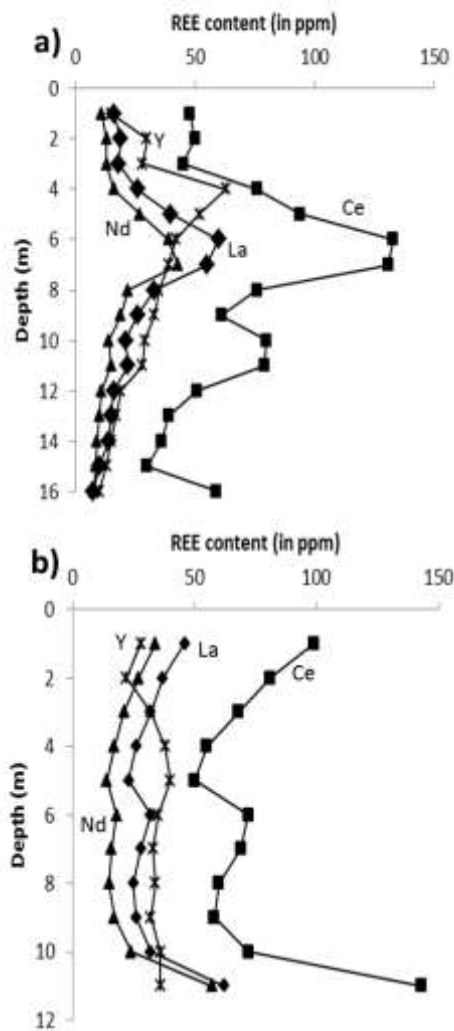 a)
REE content (in ppm)
0 50 100 150
0
2
4
6
8
10
12
14
16
Depth (m)
Y
Ce
Nd
La
b)
REE content (in ppm)
0 50 100 150
0
2
4
6
8
10
12
Depth (m)
Y
La
Ce
Nd